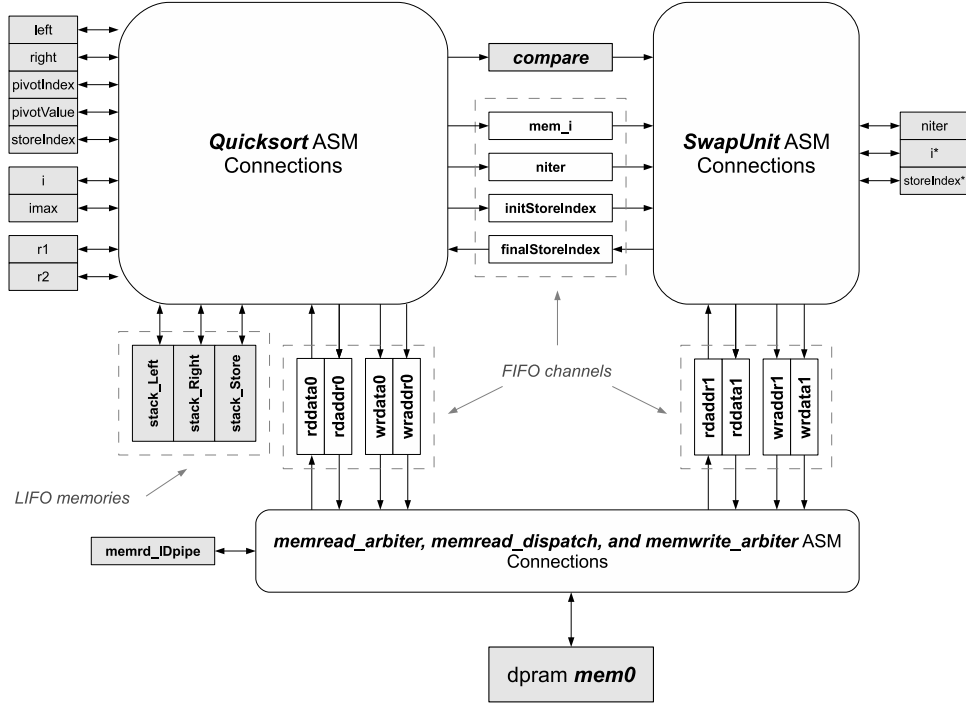 left
right
pivotIndex
pivotValue
storeIndex
i
imax
r1
r2
Quicksort ASM
Connections
compare
mem_i
niter
initStoreIndex
finalStoreIndex
SwapUnit ASM
Connections
niter
i*
storeIndex*
stack_Left
stack_Right
stack_Store
rddata0
rdaddr0
wrdata0
wraddr0
FIFO channels
rdaddr1
rddata1
wraddr1
wrdata1
LIFO memories
memrd_IDpipe
memread_arbiter, memread_dispatch, and memwrite_arbiter ASM
Connections
dpram mem0